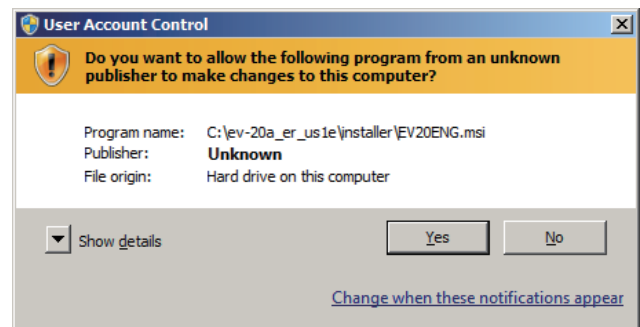 User Account Control
Do you want to allow the following program from an unknown
publisher to make changes to this computer?
Program name: C:\ev-20a_er_us1e\installer\EV20ENG.msi
Publisher: Unknown
File origin: Hard drive on this computer
Show details
Yes
No
Change when these notifications appear